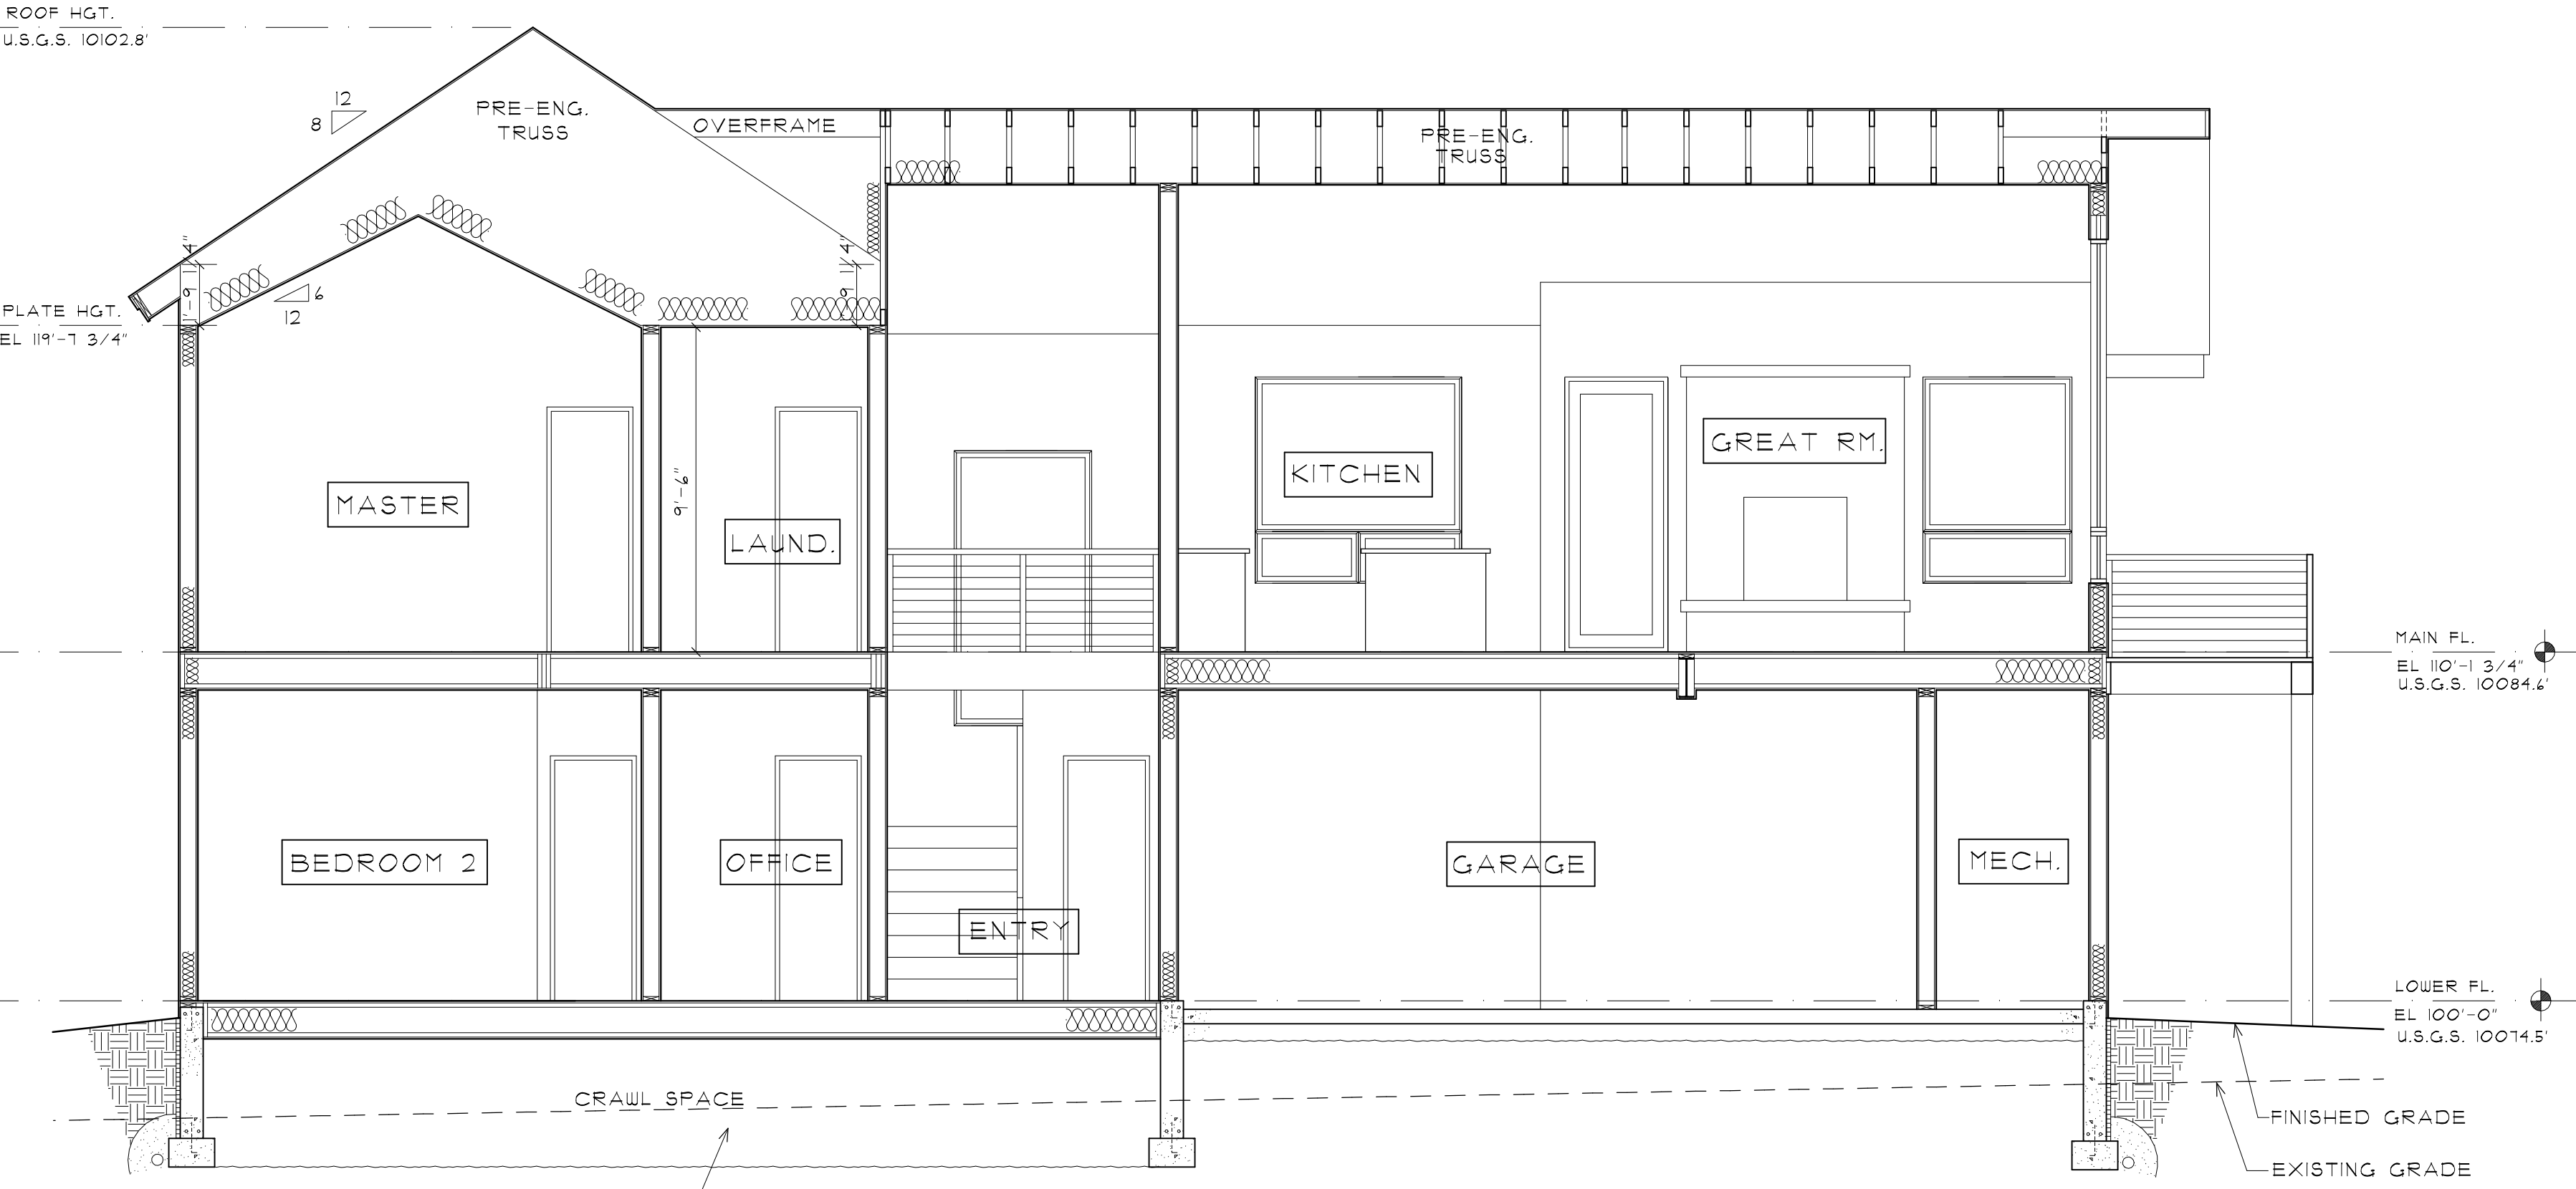 ROOF HGT.
U.S.G.S. 10102.8'
12
8
PRE-ENG.
TRUSS
OVERFRAME
PRE-ENG.
TRUSS
1'-9 1/4"
1'-9 1/4"
6
12
PLATE HGT.
EL 119'-7 3/4"
9'-6"
MASTER
LAUND.
KITCHEN
GREAT RM.
MAIN FL.
EL 110'-1 3/4"
U.S.G.S. 10084.6'
BEDROOM 2
OFFICE
ENTRY
GARAGE
MECH.
LOWER FL.
EL 100'-0"
U.S.G.S. 10074.5'
CRAWL SPACE
FINISHED GRADE
EXISTING GRADE